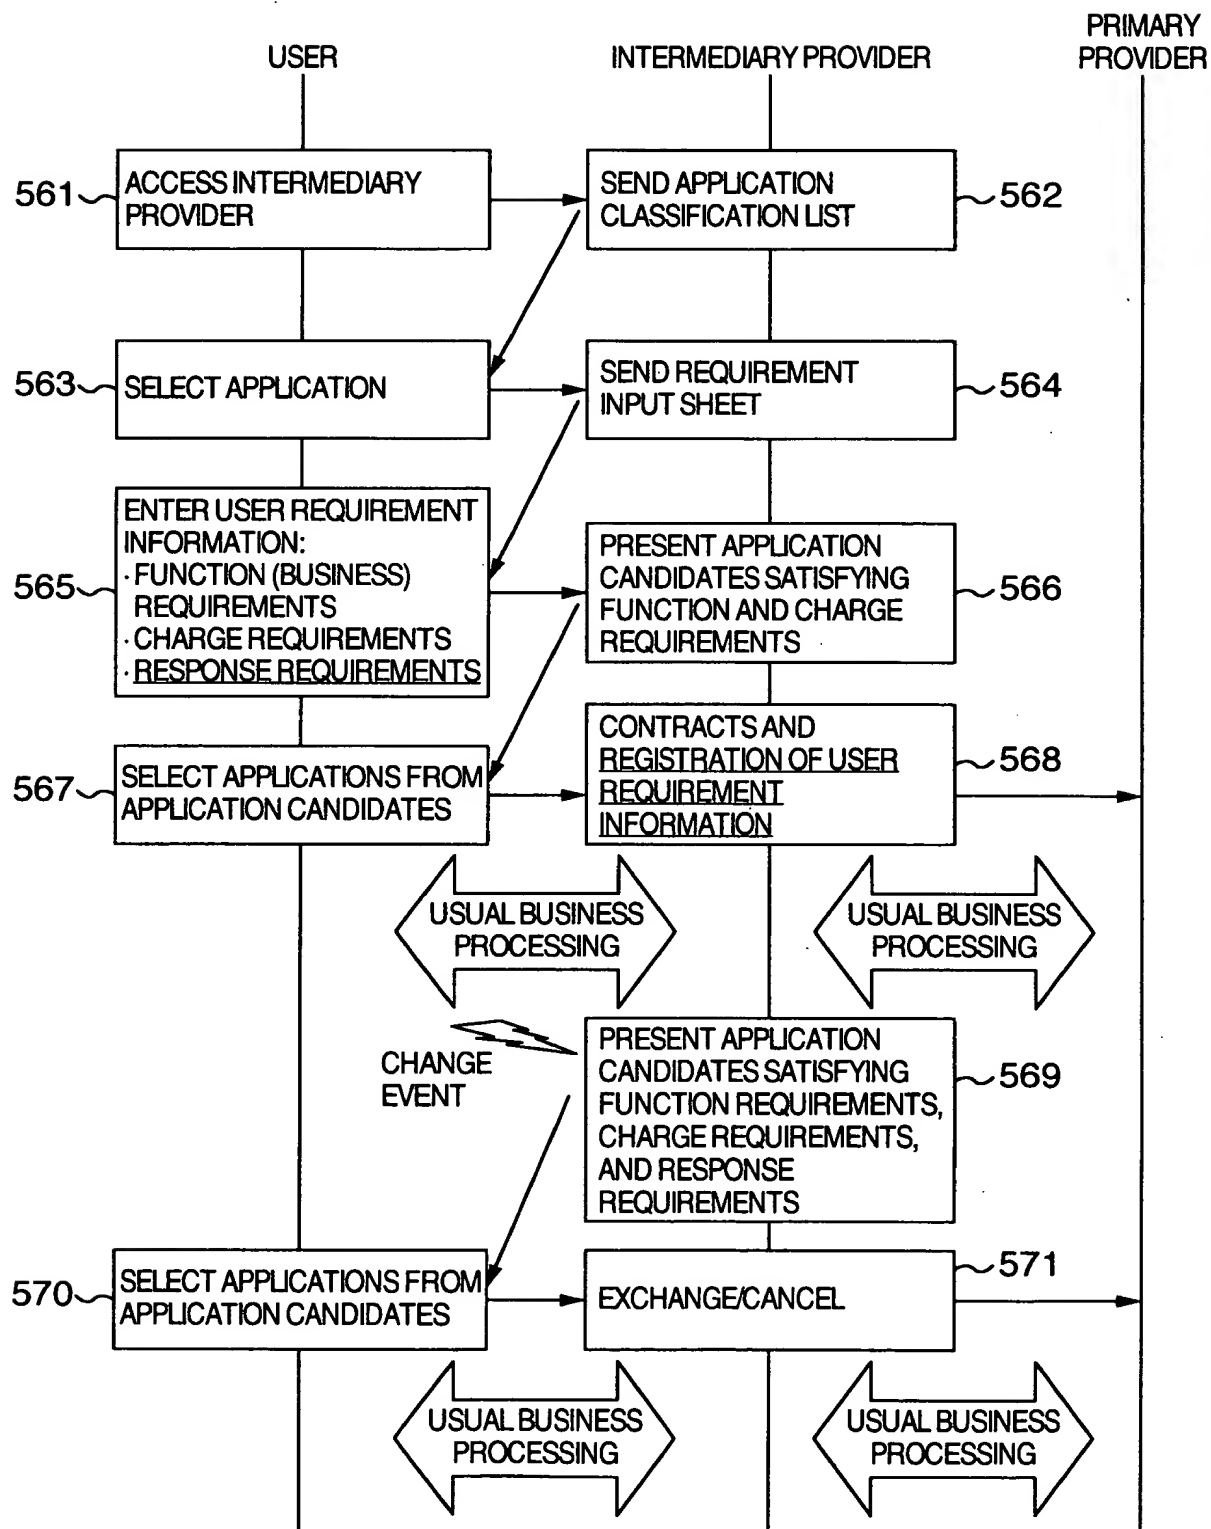 USER
INTERMEDIARY PROVIDER
PRIMARY
PROVIDER
561
ACCESS INTERMEDIARY
PROVIDER
SEND APPLICATION
CLASSIFICATION LIST
562
563
SELECT APPLICATION
SEND REQUIREMENT
INPUT SHEET
564
565
ENTER USER REQUIREMENT
INFORMATION:
· FUNCTION (BUSINESS)
REQUIREMENTS
· CHARGE REQUIREMENTS
· RESPONSE REQUIREMENTS
PRESENT APPLICATION
CANDIDATES SATISFYING
FUNCTION AND CHARGE
REQUIREMENTS
566
567
SELECT APPLICATIONS FROM
APPLICATION CANDIDATES
CONTRACTS AND
REGISTRATION OF USER
REQUIREMENT
INFORMATION
568
USUAL BUSINESS
PROCESSING
USUAL BUSINESS
PROCESSING
CHANGE
EVENT
PRESENT APPLICATION
CANDIDATES SATISFYING
FUNCTION REQUIREMENTS,
CHARGE REQUIREMENTS,
AND RESPONSE
REQUIREMENTS
569
570
SELECT APPLICATIONS FROM
APPLICATION CANDIDATES
EXCHANGE/CANCEL
571
USUAL BUSINESS
PROCESSING
USUAL BUSINESS
PROCESSING